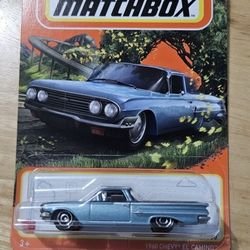 MATCHBOX
3+
1960 CHEVY EL CAMINO